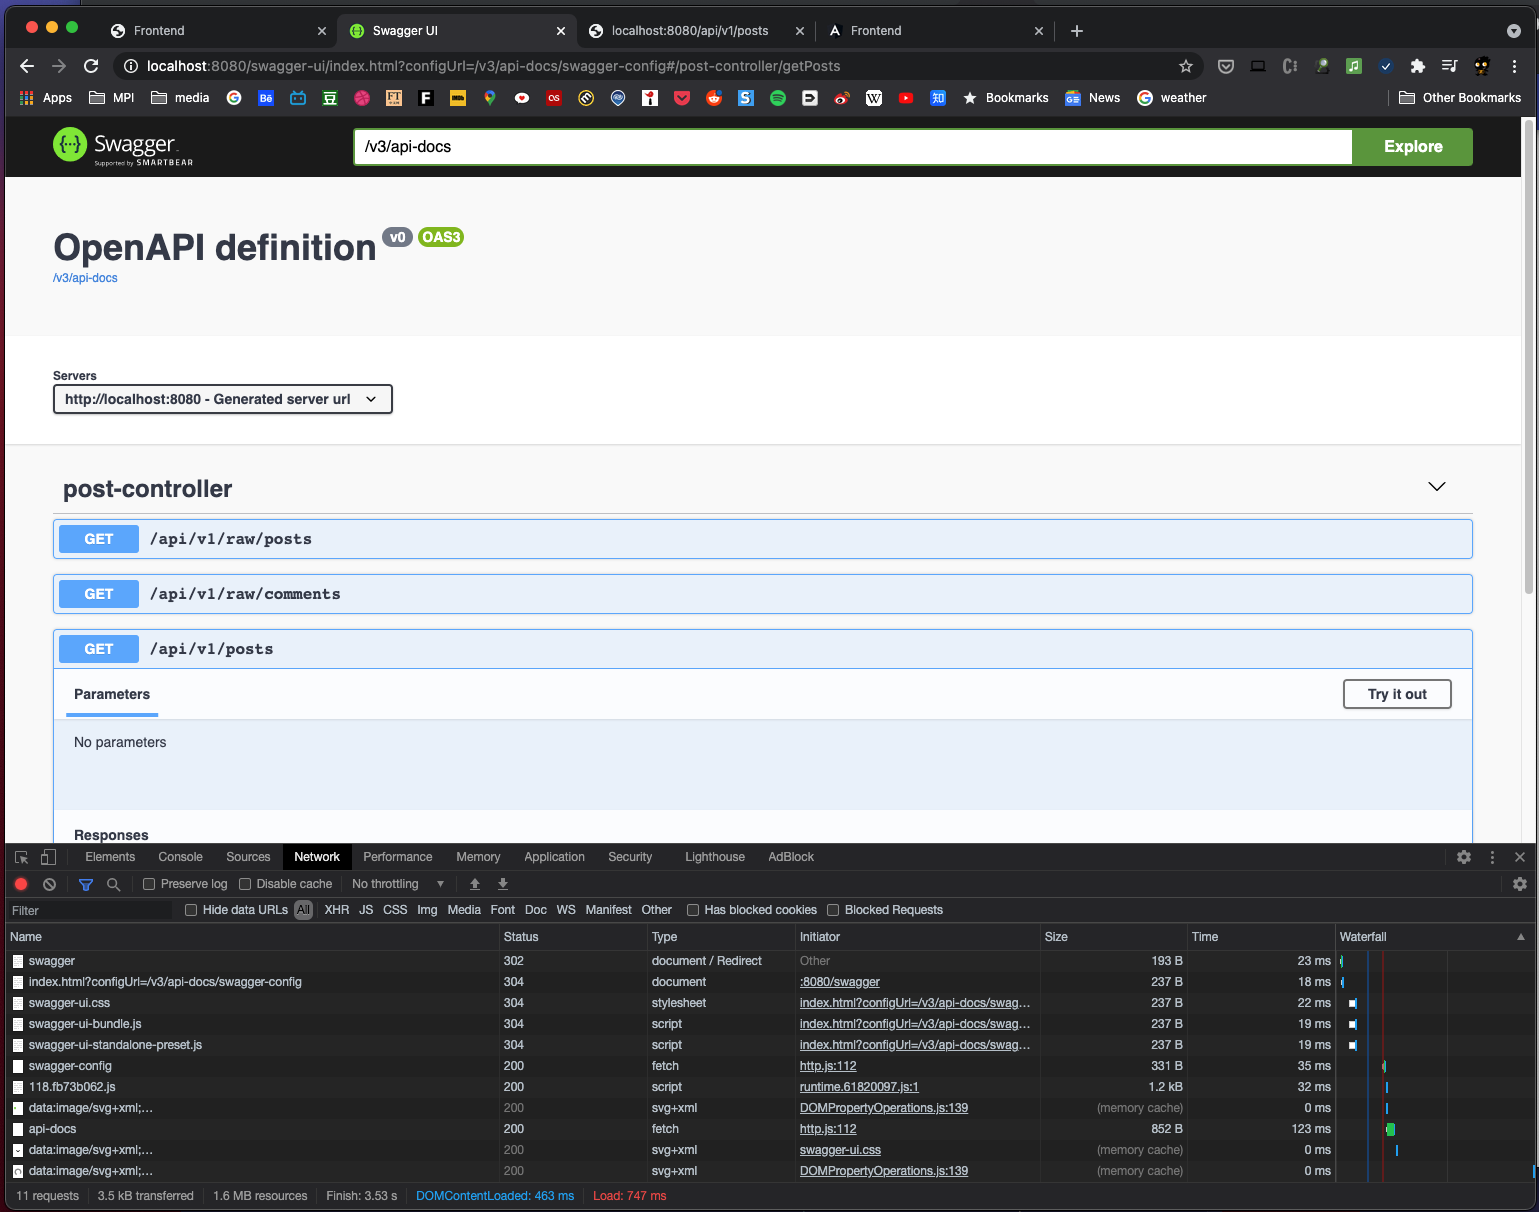 Frontend
Swagger UI
localhost:8080/api/v1/posts
Frontend
localhost:8080/swagger-ui/index.html?configUrl=/v3/api-docs/swagger-config#/post-controller/getPosts
Apps
MPI
media
Bookmarks
News
weather
Other Bookmarks
Swagger
Supported by SMARTBEAR
/v3/api-docs
Explore
OpenAPI definition v0 OAS3
/v3/api-docs
Servers
http://localhost:8080 - Generated server url
post-controller
GET /api/v1/raw/posts
GET /api/v1/raw/comments
GET /api/v1/posts
Parameters
Try it out
No parameters
Responses
Elements Console Sources Network Performance Memory Application Security Lighthouse AdBlock
Preserve log Disable cache No throttling
Filter Hide data URLs All XHR JS CSS Img Media Font Doc WS Manifest Other Has blocked cookies Blocked Requests
Name Status Type Initiator Size Time Waterfall
swagger 302 document / Redirect Other 193 B 23 ms
index.html?configUrl=/v3/api-docs/swagger-config 304 document :8080/swagger 237 B 18 ms
swagger-ui.css 304 stylesheet index.html?configUrl=/v3/api-docs/swag... 237 B 22 ms
swagger-ui-bundle.js 304 script index.html?configUrl=/v3/api-docs/swag... 237 B 19 ms
swagger-ui-standalone-preset.js 304 script index.html?configUrl=/v3/api-docs/swag... 237 B 19 ms
swagger-config 200 fetch http.js:112 331 B 35 ms
118.fb73b062.js 200 script runtime.61820097.js:1 1.2 kB 32 ms
data:image/svg+xml;... 200 svg+xml DOMPropertyOperations.js:139 (memory cache) 0 ms
api-docs 200 fetch http.js:112 852 B 123 ms
data:image/svg+xml;... 200 svg+xml swagger-ui.css (memory cache) 0 ms
data:image/svg+xml;... 200 svg+xml DOMPropertyOperations.js:139 (memory cache) 0 ms
11 requests 3.5 kB transferred 1.6 MB resources Finish: 3.53 s DOMContentLoaded: 463 ms Load: 747 ms